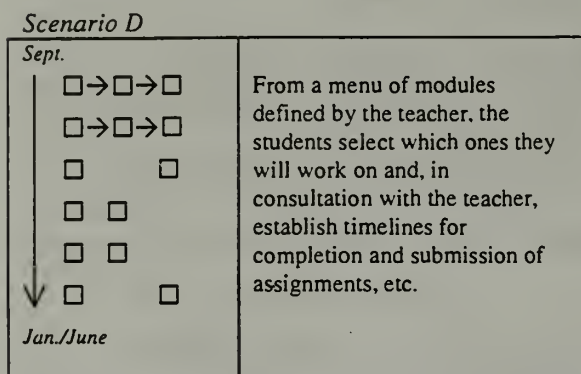 Scenario D
Sept.
From a menu of modules
defined by the teacher, the
students select which ones they
will work on and, in
consultation with the teacher,
establish timelines for
completion and submission of
assignments, etc.
Jan./June